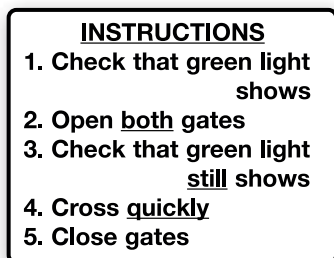 INSTRUCTIONS
1. Check that green light
shows
2. Open both gates
3. Check that green light
still shows
4. Cross quickly
5. Close gates